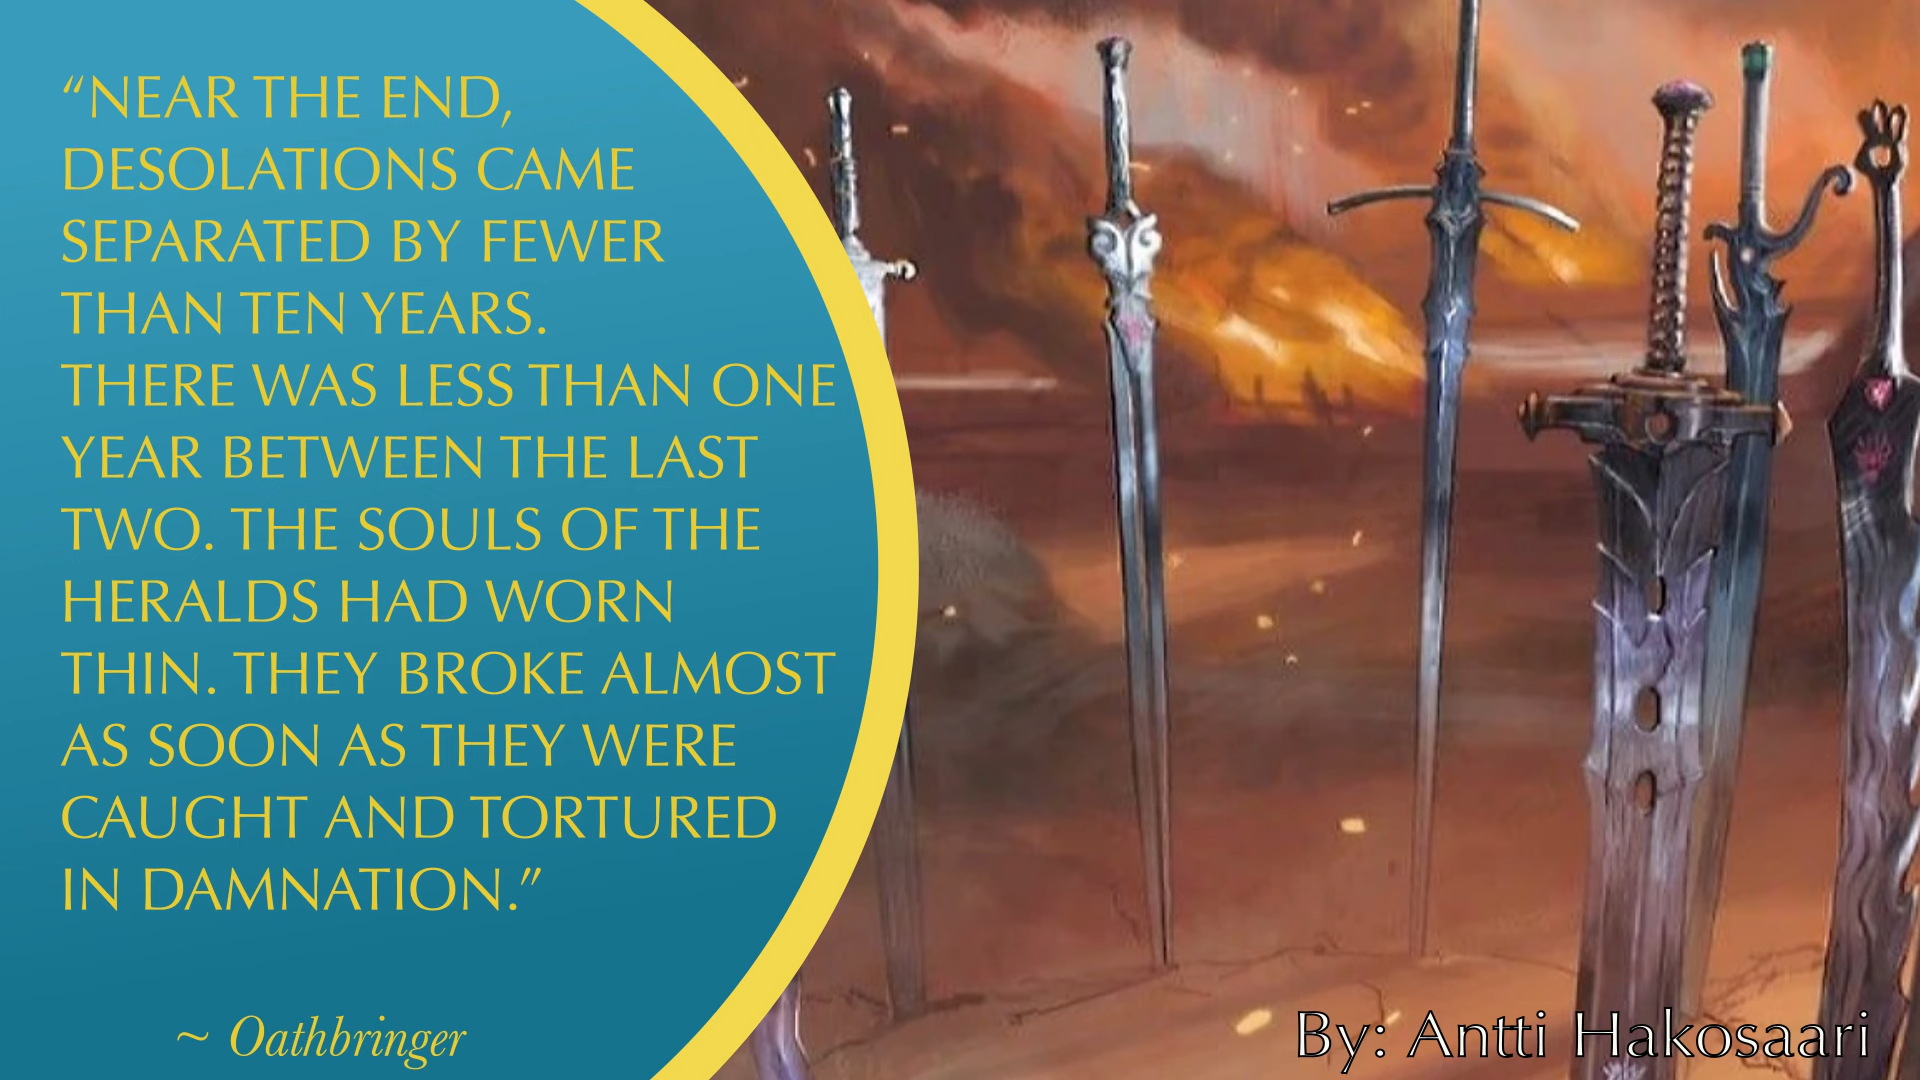 “NEAR THE END,
DESOLATIONS CAME
SEPARATED BY FEWER
THAN TEN YEARS.
THERE WAS LESS THAN ONE
YEAR BETWEEN THE LAST
TWO. THE SOULS OF THE
HERALDS HAD WORN
THIN. THEY BROKE ALMOST
AS SOON AS THEY WERE
CAUGHT AND TORTURED
IN DAMNATION.”
~ Oathbringer
By: Antti Hakosaari